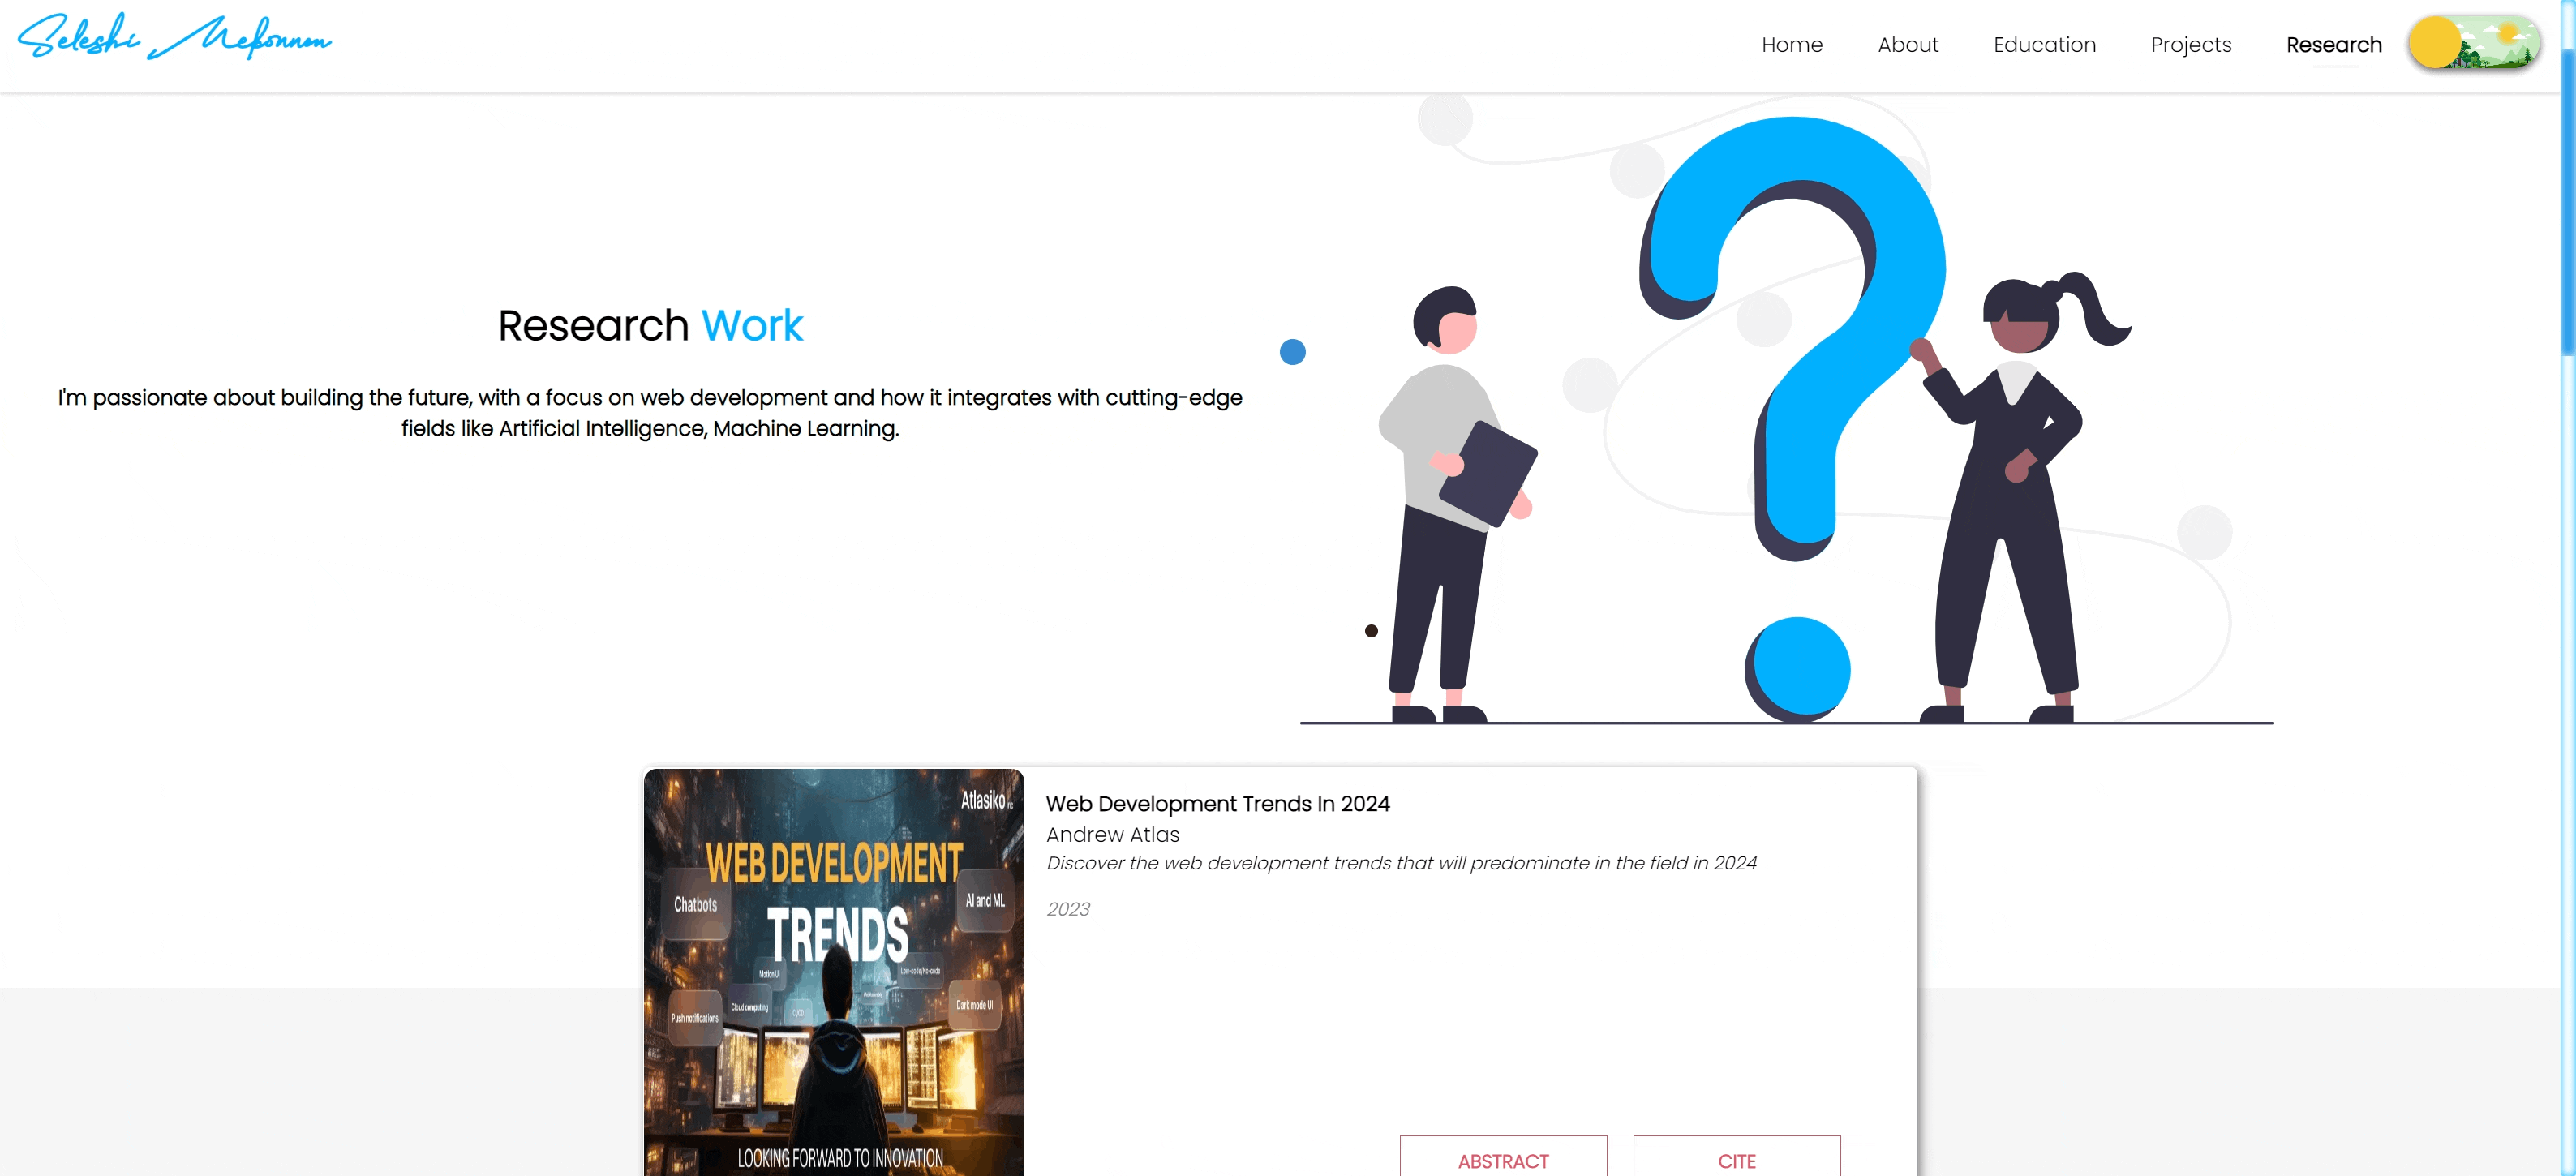 Seleshi Mekonnen
Home About Education Projects Research
Research Work
I'm passionate about building the future, with a focus on web development and how it integrates with cutting-edge
fields like Artificial Intelligence, Machine Learning.
Atlasiko Inc
WEB DEVELOPMENT
TRENDS
Chatbots
AI and ML
Motion UI
Low-code/No-code
Cloud computing
CI/CD
Push notifications
Dark mode UI
LOOKING FORWARD TO INNOVATION
Web Development Trends In 2024
Andrew Atlas
Discover the web development trends that will predominate in the field in 2024
2023
ABSTRACT CITE